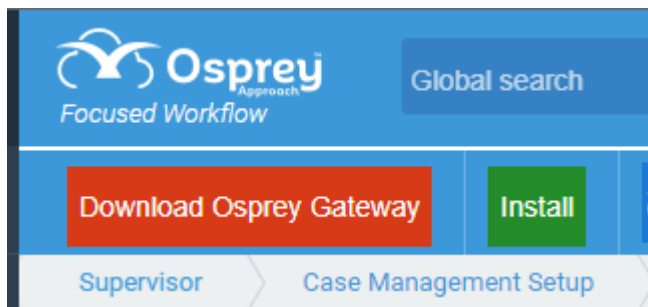 Osprey
Approach
Focused Workflow
Global search
Download Osprey Gateway
Install
Supervisor
Case Management Setup